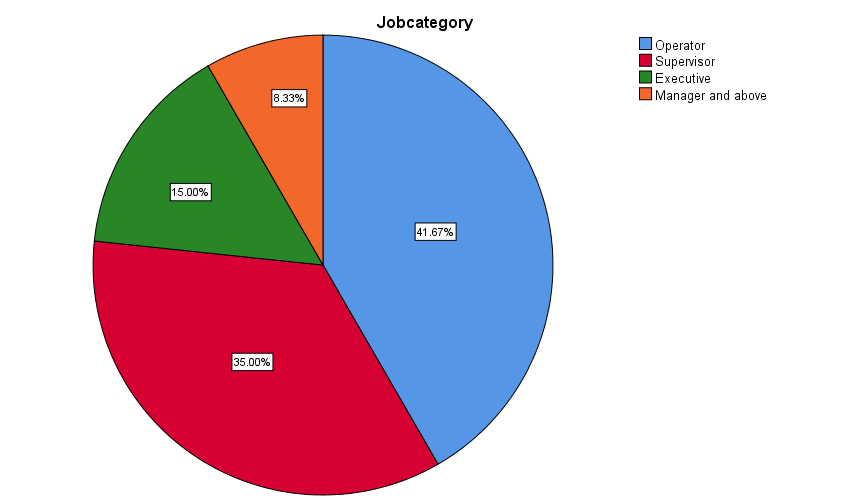 Jobcategory
Operator
Supervisor
Executive
Manager and above
8.33%
15.00%
41.67%
35.00%